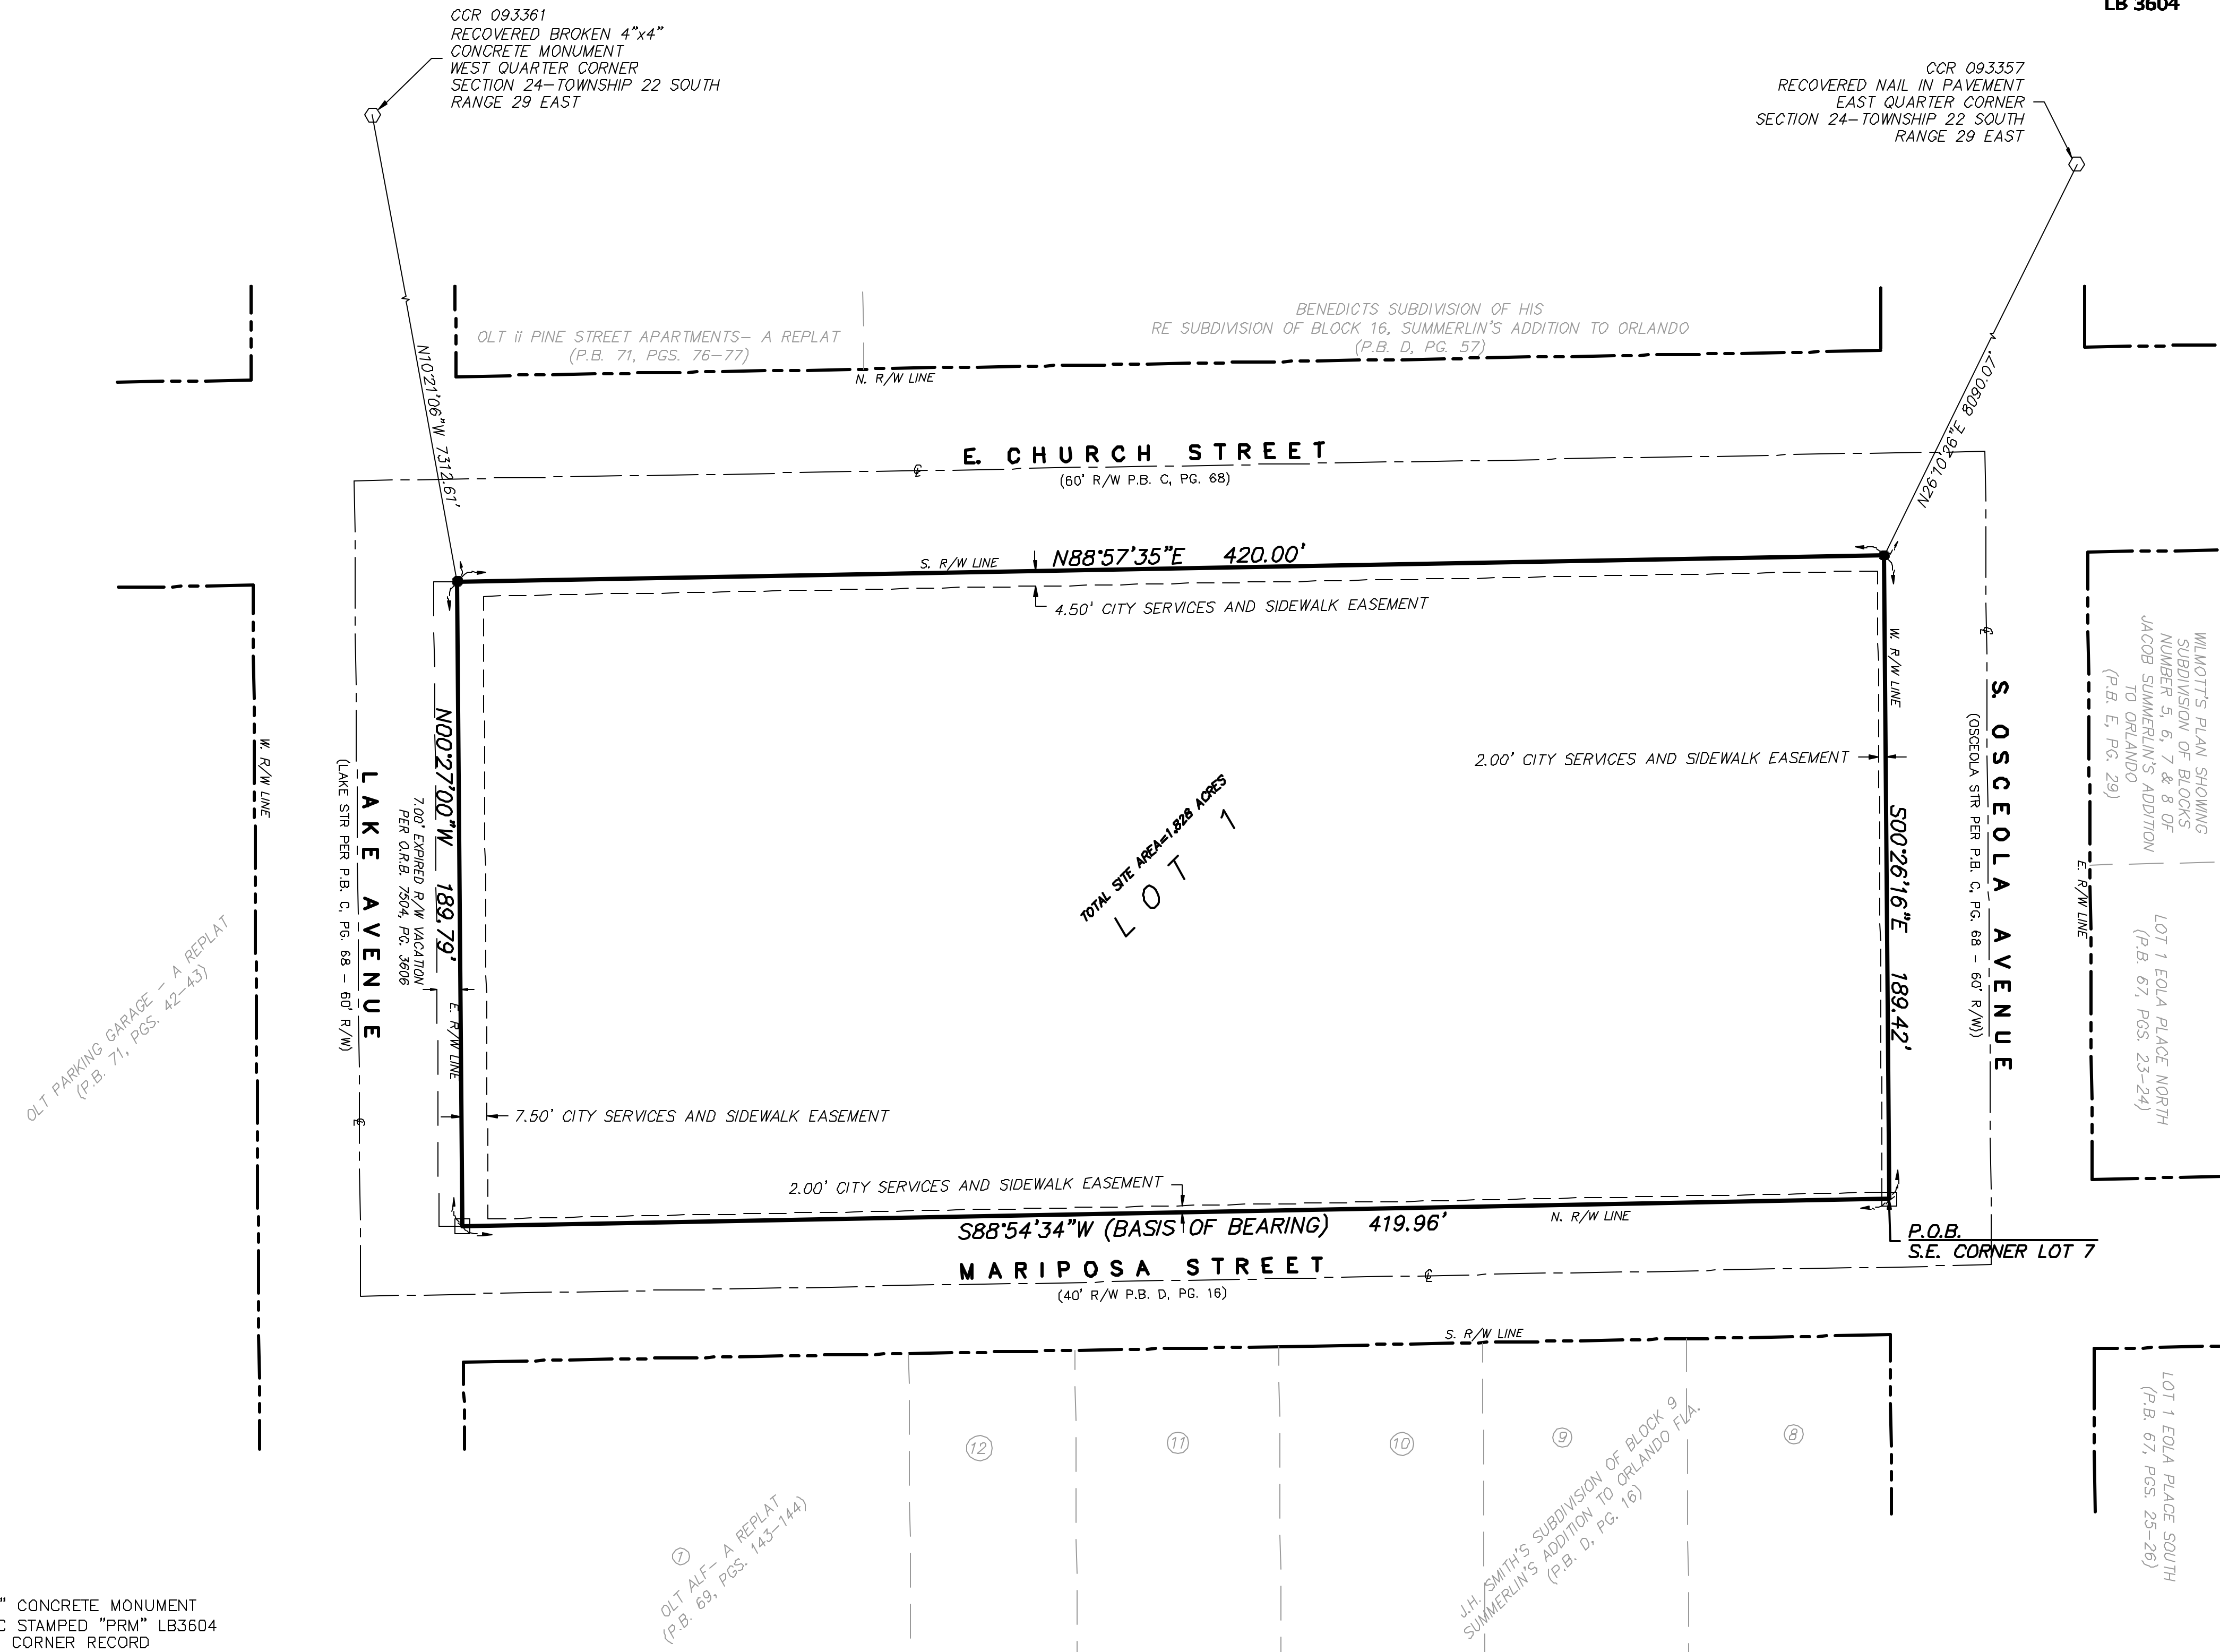 LB 3604
CCR 093361
RECOVERED BROKEN 4"x4"
CONCRETE MONUMENT
WEST QUARTER CORNER
SECTION 24-TOWNSHIP 22 SOUTH
RANGE 29 EAST
CCR 093357
RECOVERED NAIL IN PAVEMENT
EAST QUARTER CORNER
SECTION 24-TOWNSHIP 22 SOUTH
RANGE 29 EAST
OLT ii PINE STREET APARTMENTS- A REPLAT
(P.B. 71, PGS. 76-77)
BENEDICTS SUBDIVISION OF HIS
RE SUBDIVISION OF BLOCK 16, SUMMERLIN'S ADDITION TO ORLANDO
(P.B. D, PG. 57)
N. R/W LINE
N10°21'06"W 7312.61'
N26°10'26"E 8090.07'
E. CHURCH STREET
(60' R/W P.B. C, PG. 68)
S. R/W LINE
N88°57'35"E 420.00'
4.50' CITY SERVICES AND SIDEWALK EASEMENT
W. R/W LINE
LAKE AVENUE
(LAKE STR PER P.B. C, PG. 68 - 60' R/W)
7.00' EXPIRED R/W VACATION
PER O.R.B. 7504, PG. 3606
N00°27'00"W 189.79'
E. R/W LINE
TOTAL SITE AREA=1.828 ACRES
LOT 1
2.00' CITY SERVICES AND SIDEWALK EASEMENT
W. R/W LINE
S00°26'16"E 189.42'
S. OSCEOLA AVENUE
(OSCEOLA STR PER P.B. C, PG. 68 - 60' R/W))
E. R/W LINE
WILMOTT'S PLAN SHOWING
SUBDIVISION OF BLOCKS
NUMBER 5, 6, 7 & 8 OF
JACOB SUMMERLIN'S ADDITION
TO ORLANDO
(P.B. E, PG. 29)
LOT 1 EOLA PLACE NORTH
(P.B. 67, PGS. 23-24)
OLT PARKING GARAGE - A REPLAT
(P.B. 71, PGS. 42-43)
7.50' CITY SERVICES AND SIDEWALK EASEMENT
2.00' CITY SERVICES AND SIDEWALK EASEMENT
S88°54'34"W (BASIS OF BEARING) 419.96'
N. R/W LINE
P.O.B.
S.E. CORNER LOT 7
MARIPOSA STREET
(40' R/W P.B. D, PG. 16)
S. R/W LINE
12
11
10
9
8
1
OLT ALF- A REPLAT
(P.B. 69, PGS. 143-144)
J.H. SMITH'S SUBDIVISION OF BLOCK 9
SUMMERLIN'S ADDITION TO ORLANDO FLA.
(P.B. D, PG. 16)
LOT 1 EOLA PLACE SOUTH
(P.B. 67, PGS. 25-26)
" CONCRETE MONUMENT
C STAMPED "PRM" LB3604
CORNER RECORD